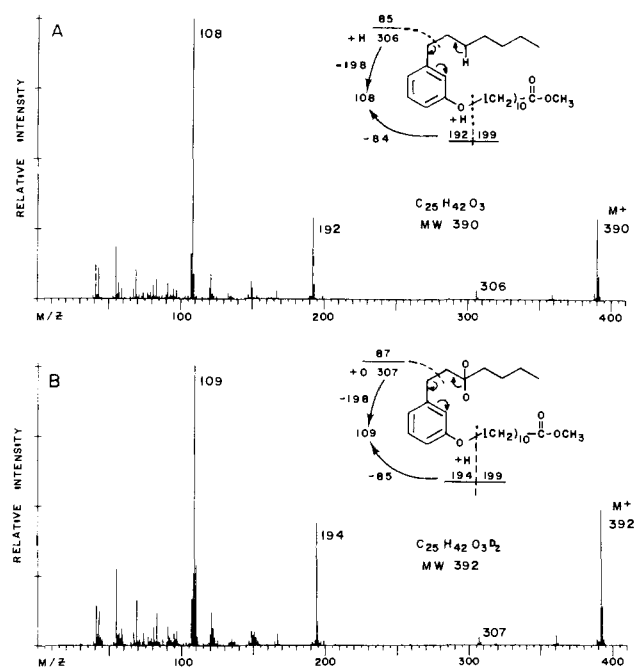 A
108
85
+ H 306
-198
108
-84
H
O
+H
(CH2)10
O
OCH3
192 199
RELATIVE INTENSITY
192
C25H42O3
MW 390
M+
390
306
M/Z 100 200 300 400
B
109
87
+O 307
-198
109
-85
O
O
O
+H
(CH2)10
O
OCH3
194 199
RELATIVE INTENSITY
194
C25H42O3D2
MW 392
M+
392
307
M/Z 100 200 300 400